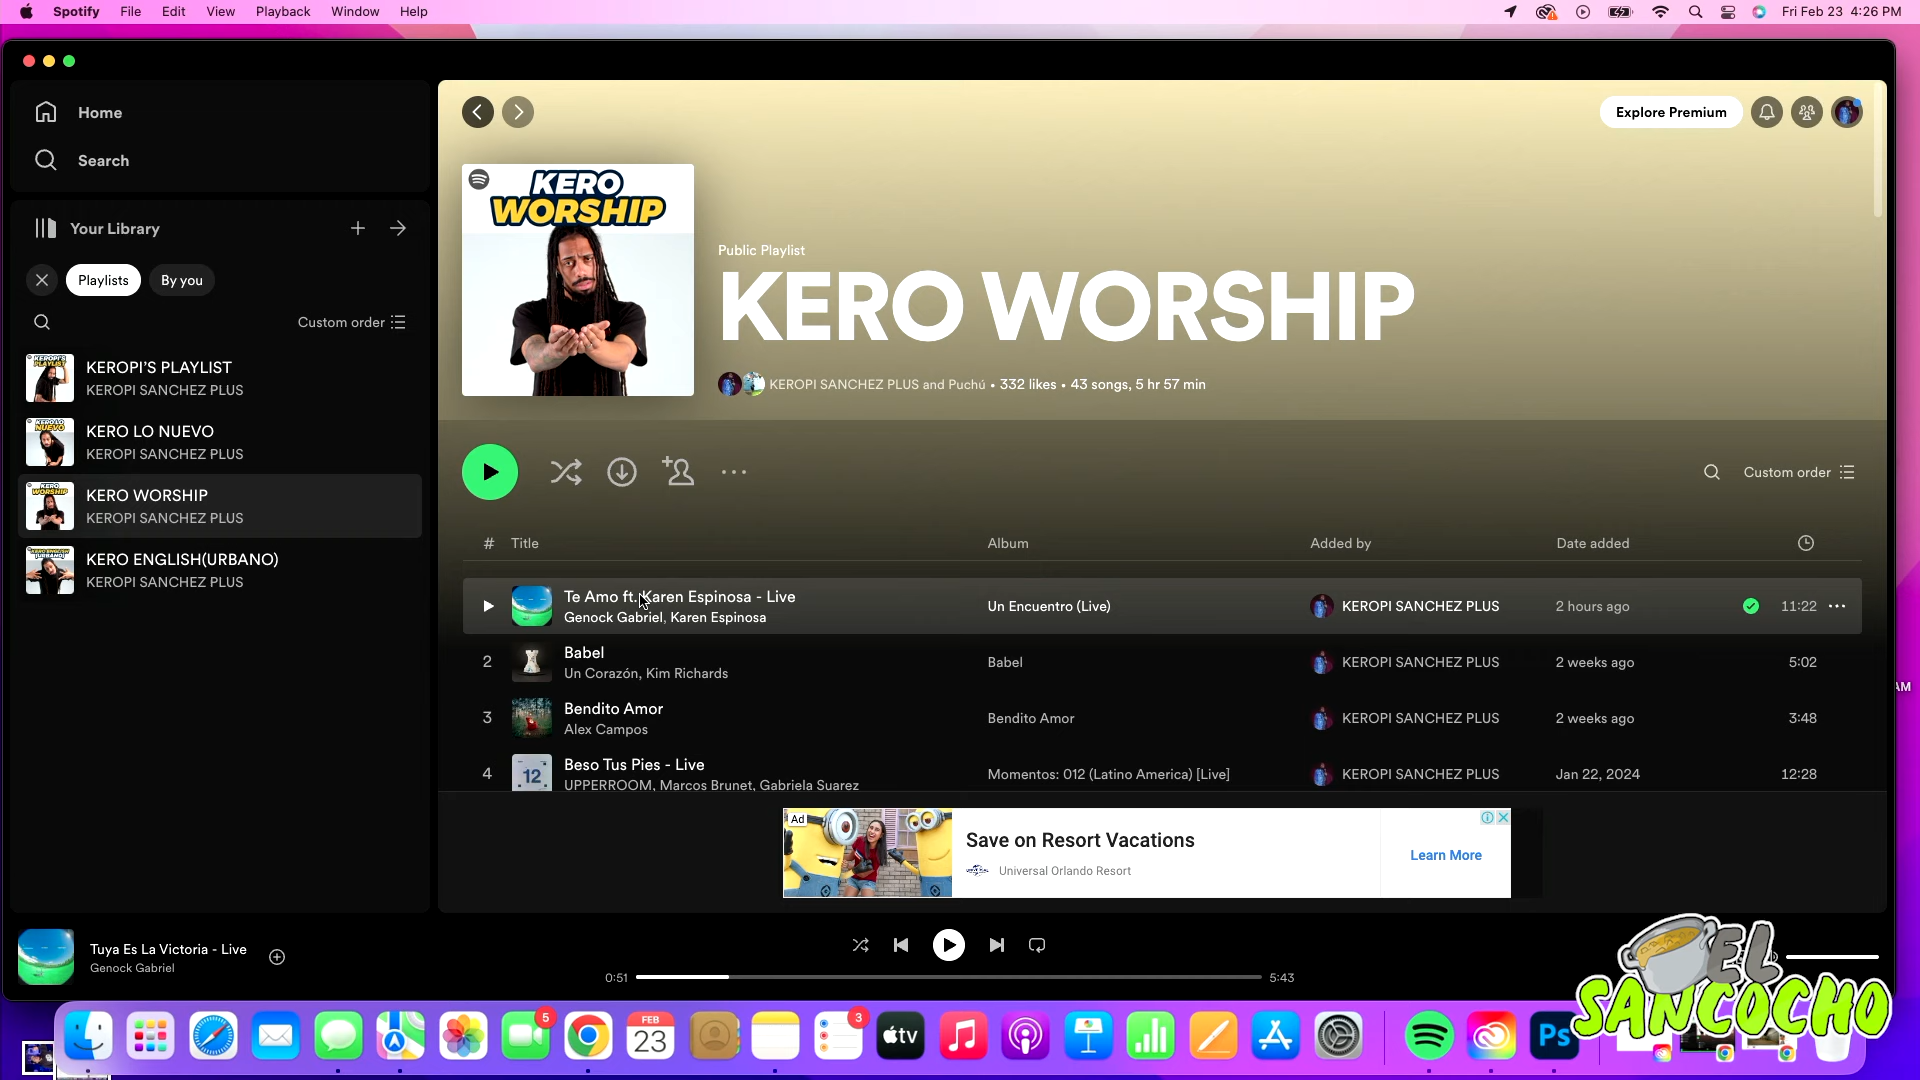 Spotify File Edit View Playback Window Help
Fri Feb 23 4:26 PM
Home
Search
Your Library
Playlists By you
Custom order
KEROPI'S PLAYLIST
KEROPI SANCHEZ PLUS
KERO LO NUEVO
KEROPI SANCHEZ PLUS
KERO WORSHIP
KEROPI SANCHEZ PLUS
KERO ENGLISH(URBANO)
KEROPI SANCHEZ PLUS
Explore Premium
KERO
WORSHIP
Public Playlist
KERO WORSHIP
KEROPI SANCHEZ PLUS and Puchú • 332 likes • 43 songs, 5 hr 57 min
Custom order
# Title Album Added by Date added
Te Amo ft. Karen Espinosa - Live
Genock Gabriel, Karen Espinosa
Un Encuentro (Live) KEROPI SANCHEZ PLUS 2 hours ago 11:22
2 Babel
Un Corazón, Kim Richards
Babel KEROPI SANCHEZ PLUS 2 weeks ago 5:02
3 Bendito Amor
Alex Campos
Bendito Amor KEROPI SANCHEZ PLUS 2 weeks ago 3:48
4 12 Beso Tus Pies - Live
UPPERROOM, Marcos Brunet, Gabriela Suarez
Momentos: 012 (Latino America) [Live] KEROPI SANCHEZ PLUS Jan 22, 2024 12:28
AM
Ad
Save on Resort Vacations
Universal Orlando Resort
Learn More
Tuya Es La Victoria - Live
Genock Gabriel
0:51 5:43
EL
SANCOCHO
5
FEB
23
3
tv
Ps